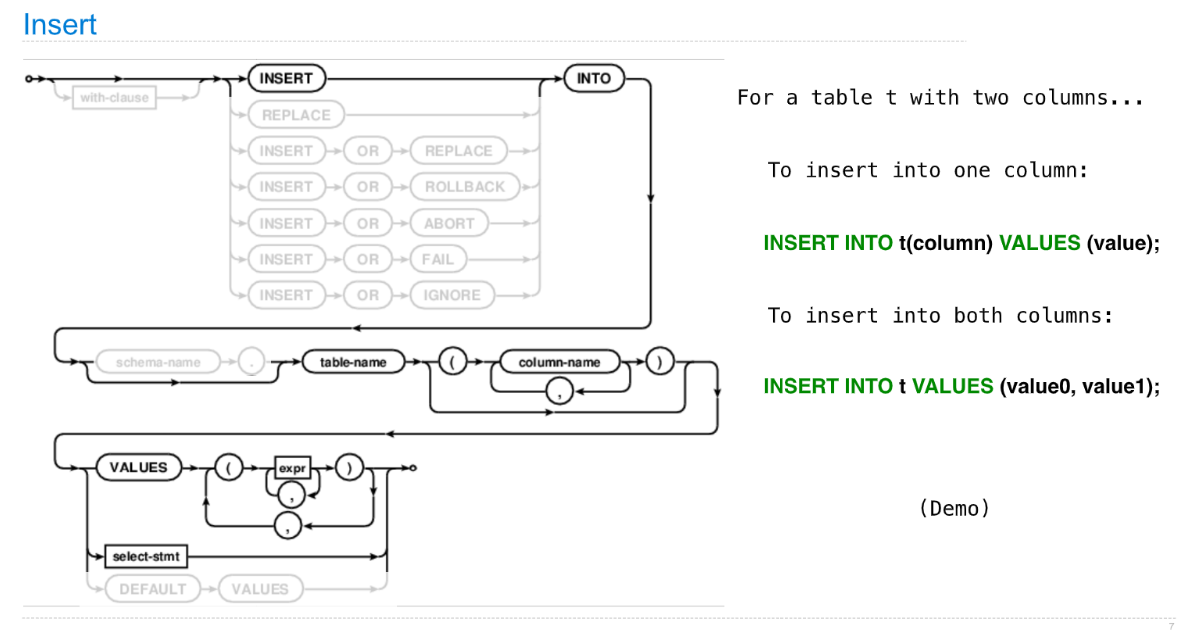 Insert
INSERT INTO
with-clause
REPLACE
INSERT OR REPLACE
INSERT OR ROLLBACK
INSERT OR ABORT
INSERT OR FAIL
INSERT OR IGNORE
schema-name . table-name ( column-name )
,
VALUES ( expr )
,
,
select-stmt
DEFAULT VALUES
For a table t with two columns...
To insert into one column:
INSERT INTO t(column) VALUES (value);
To insert into both columns:
INSERT INTO t VALUES (value0, value1);
(Demo)
7